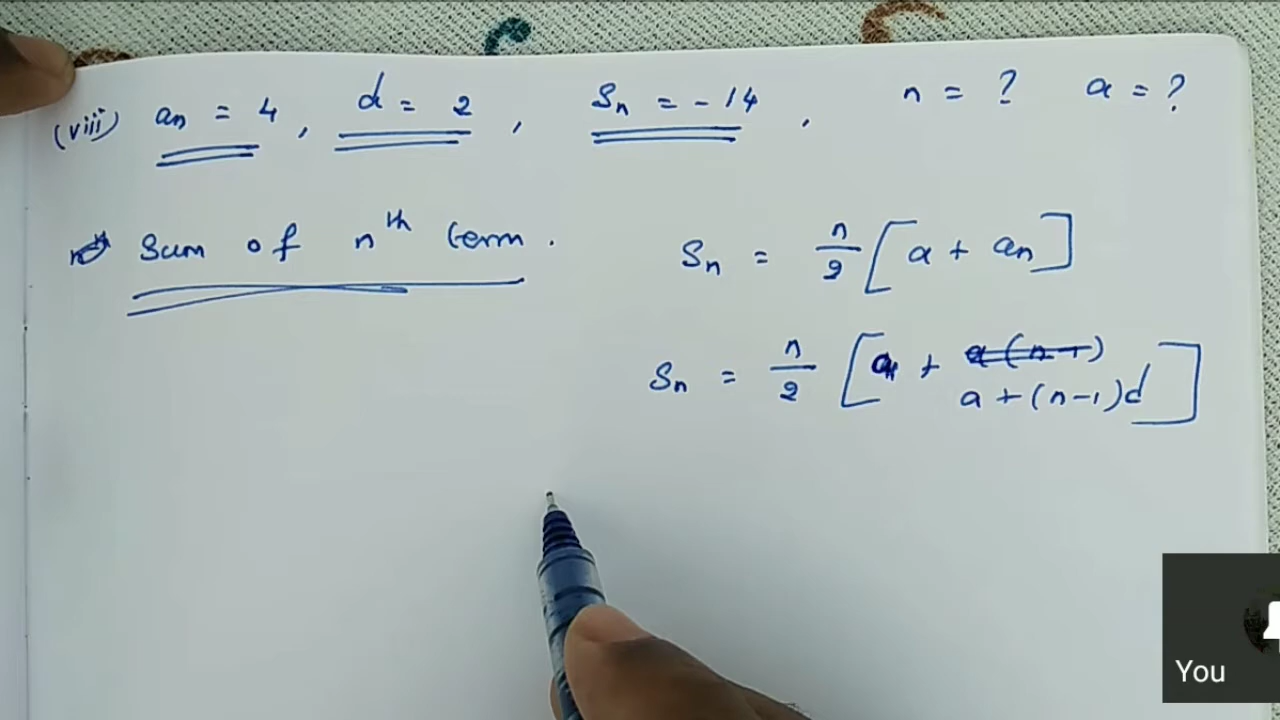 (viii) an = 4, d = 2, Sn = -14, n = ? a = ?
Sum of nth term. Sn = n/2 [a + an]
Sn = n/2 [a + a(n-1) a+(n-1)d]
You